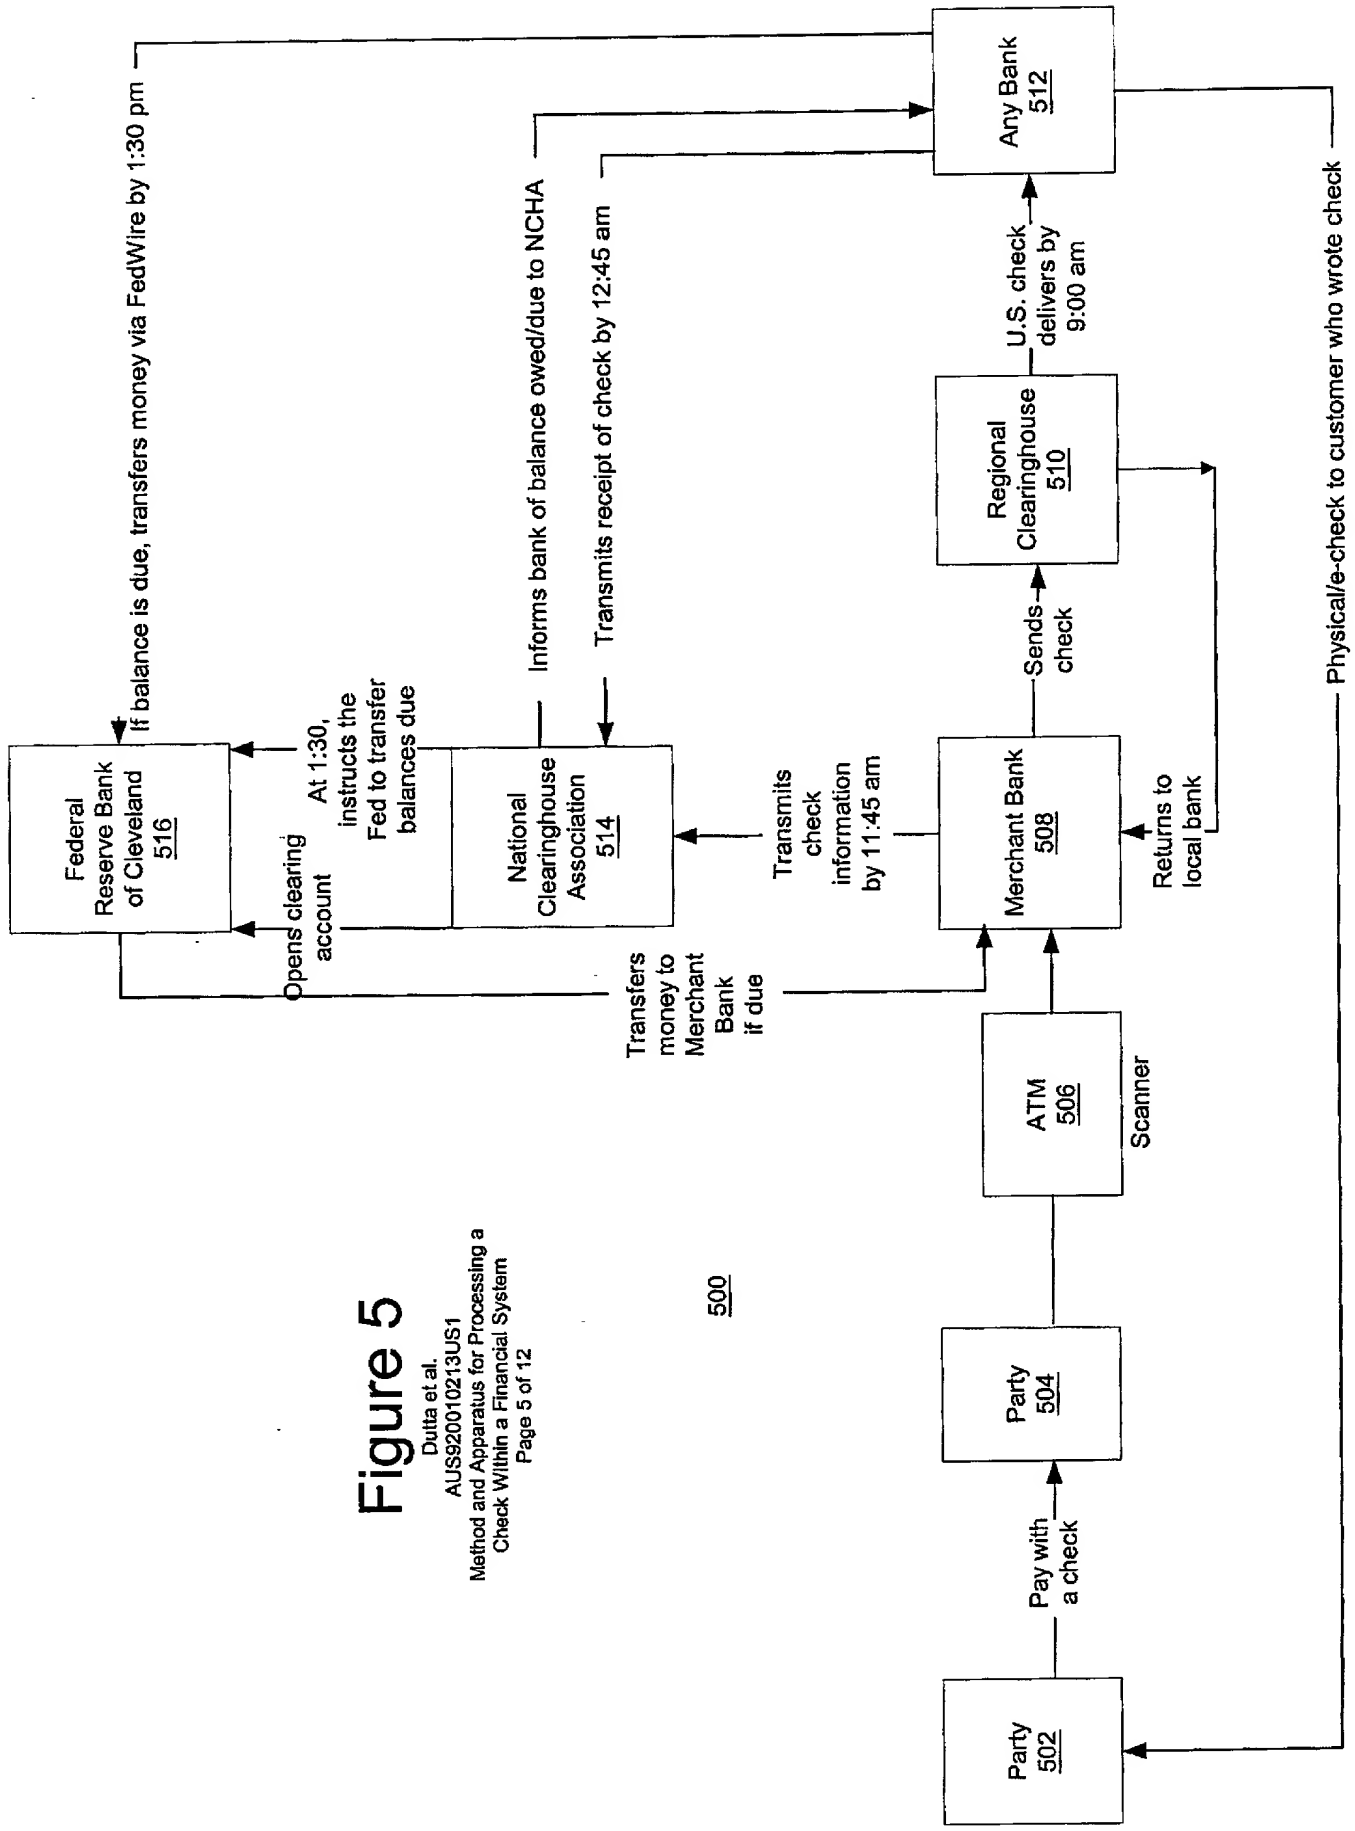 If balance is due, transfers money via FedWire by 1:30 pm
Federal
Reserve Bank
of Cleveland
516
Opens clearing
account
At 1:30,
instructs the
Fed to transfer
balances due
Informs bank of balance owed/due to NCHA
Transmits receipt of check by 12:45 am
National
Clearinghouse
Association
514
Transfers
money to
Merchant
Bank
if due
Transmits
check
information
by 11:45 am
Figure 5
Dutta et al.
AUS920010213US1
Method and Apparatus for Processing a
Check Within a Financial System
Page 5 of 12
500
Party
502
Pay with
a check
Party
504
ATM
506
Scanner
Merchant Bank
508
Sends
check
Regional
Clearinghouse
510
U.S. check
delivers by
9:00 am
Any Bank
512
Returns to
local bank
Physical/e-check to customer who wrote check